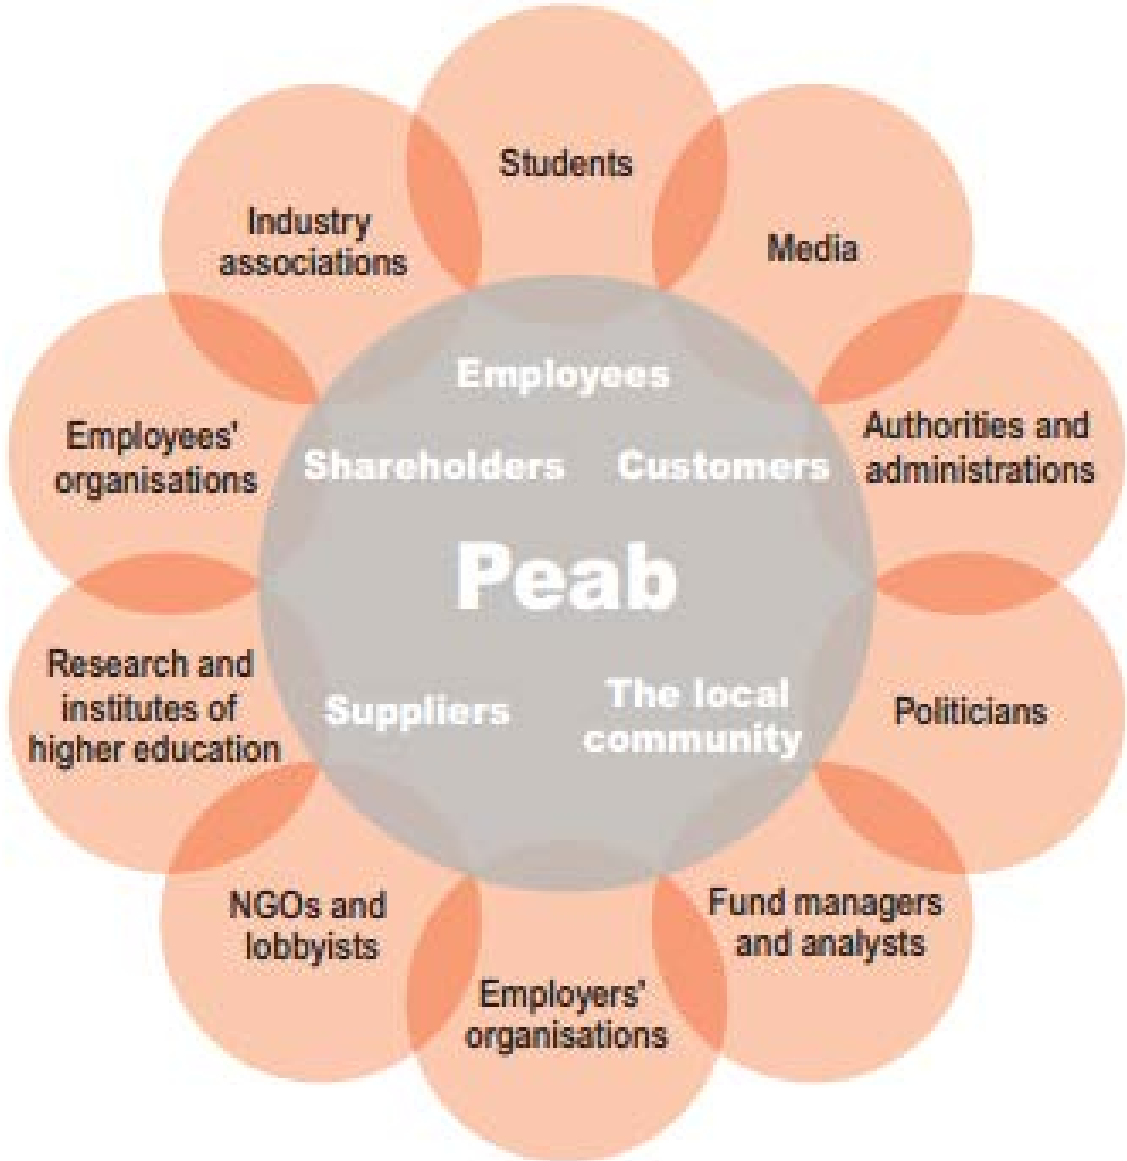 Students
Industry
associations
Media
Employees
Employees'
organisations
Shareholders
Customers
Authorities and
administrations
Peab
Research and
institutes of
higher education
Suppliers
The local
community
Politicians
NGOs and
lobbyists
Fund managers
and analysts
Employers'
organisations